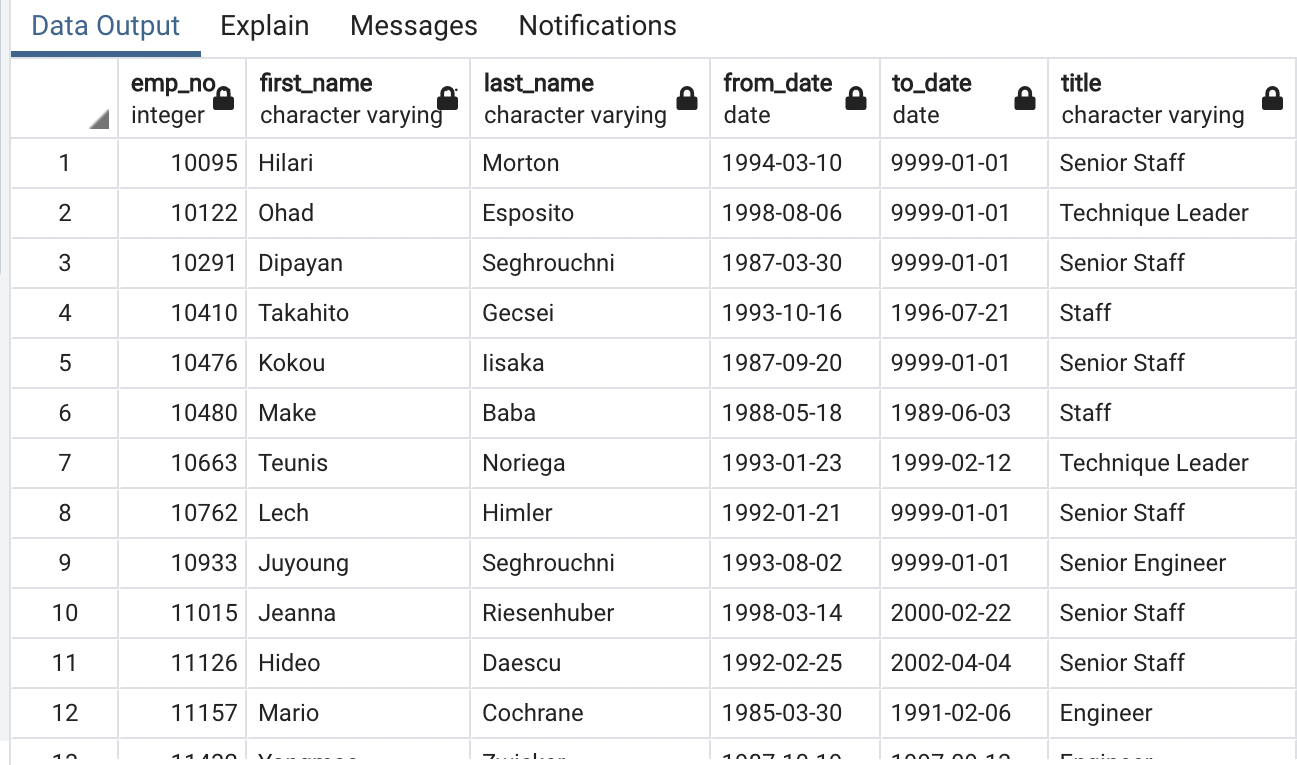 Data Output Explain Messages Notifications
emp_no first_name last_name from_date to_date title
integer character varying character varying date date character varying
1 10095 Hilari Morton 1994-03-10 9999-01-01 Senior Staff
2 10122 Ohad Esposito 1998-08-06 9999-01-01 Technique Leader
3 10291 Dipayan Seghrouchni 1987-03-30 9999-01-01 Senior Staff
4 10410 Takahito Gecsei 1993-10-16 1996-07-21 Staff
5 10476 Kokou Iisaka 1987-09-20 9999-01-01 Senior Staff
6 10480 Make Baba 1988-05-18 1989-06-03 Staff
7 10663 Teunis Noriega 1993-01-23 1999-02-12 Technique Leader
8 10762 Lech Himler 1992-01-21 9999-01-01 Senior Staff
9 10933 Juyoung Seghrouchni 1993-08-02 9999-01-01 Senior Engineer
10 11015 Jeanna Riesenhuber 1998-03-14 2000-02-22 Senior Staff
11 11126 Hideo Daescu 1992-02-25 2002-04-04 Senior Staff
12 11157 Mario Cochrane 1985-03-30 1991-02-06 Engineer
Engineer